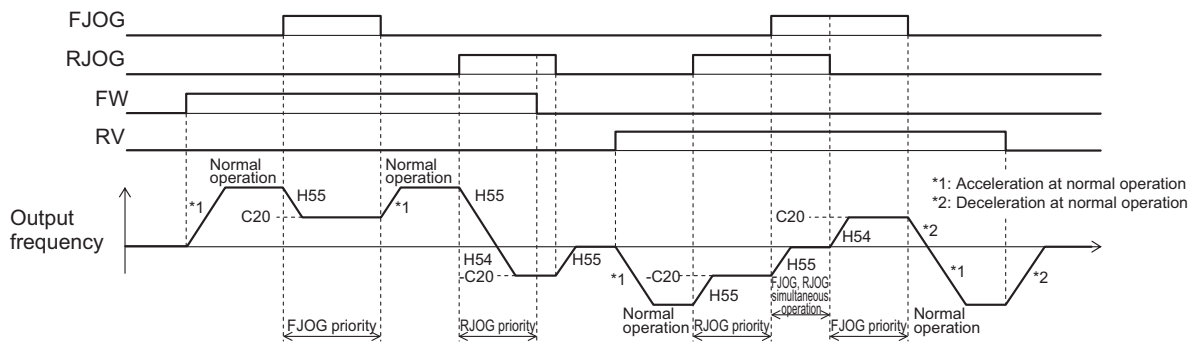 FJOG
RJOG
FW
RV
Output
frequency
Normal
operation
*1
H55
C20
Normal
operation
*1
H55
H54
-C20
H55
*1
Normal
operation
-C20
H55
H55
C20
H54
*2
*1
Normal
operation
*2
*1: Acceleration at normal operation
*2: Deceleration at normal operation
FJOG priority
RJOG priority
RJOG priority
FJOG, RJOG
simultaneous
operation
FJOG priority